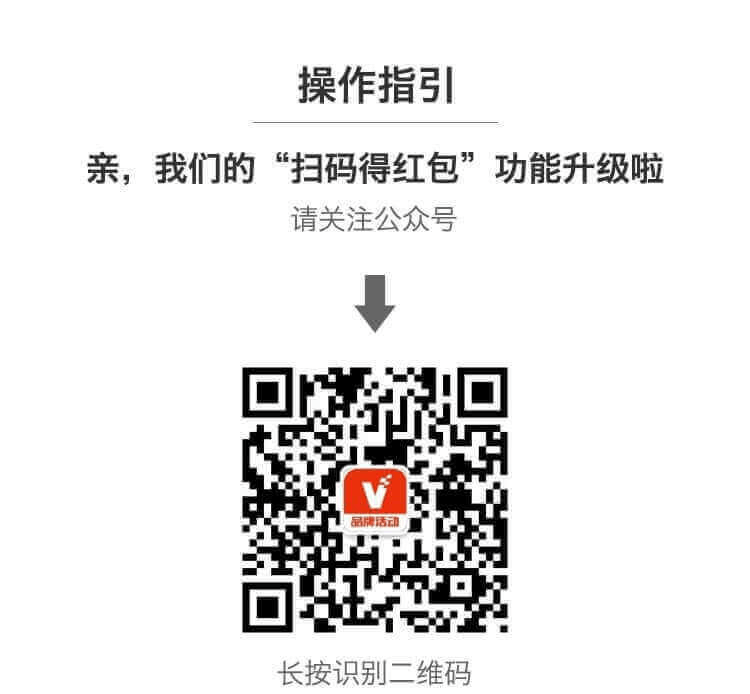 操作指引
亲，我们的“扫码得红包”功能升级啦
请关注公众号
V
品牌活动
长按识别二维码